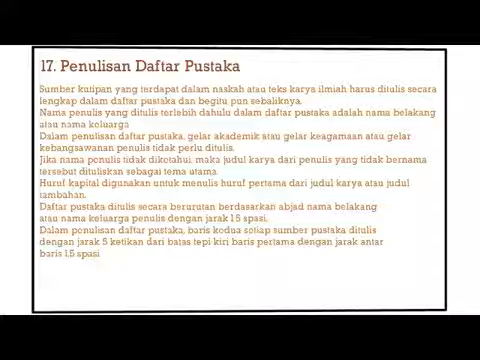 17. Penulisan Daftar Pustaka
Sumber kutipan yang terdapat dalam naskah atau teks karya ilmiah harus ditulis secara
lengkap dalam daftar pustaka dan begitu pun sebaliknya.
Nama penulis yang ditulis terlebih dahulu dalam daftar pustaka adalah nama belakang
atau nama keluarga
Dalam penulisan daftar pustaka, gelar akademik atau gelar keagamaan atau gelar
kebangsawanan penulis tidak perlu ditulis.
Jika nama penulis tidak diketahui, maka judul karya dari penulis yang tidak bernama
tersebut dituliskan sebagai tema utama.
Huruf kapital digunakan untuk menulis huruf pertama dari judul karya atau judul
tambahan.
Daftar pustaka ditulis secara berurutan berdasarkan abjad nama belakang
atau nama keluarga penulis dengan jarak 1.5 spasi.
Dalam penulisan daftar pustaka, baris kedua setiap sumber pustaka ditulis
dengan jarak 5 ketikan dari batas tepi kiri baris pertama dengan jarak antar
baris 1,5 spasi